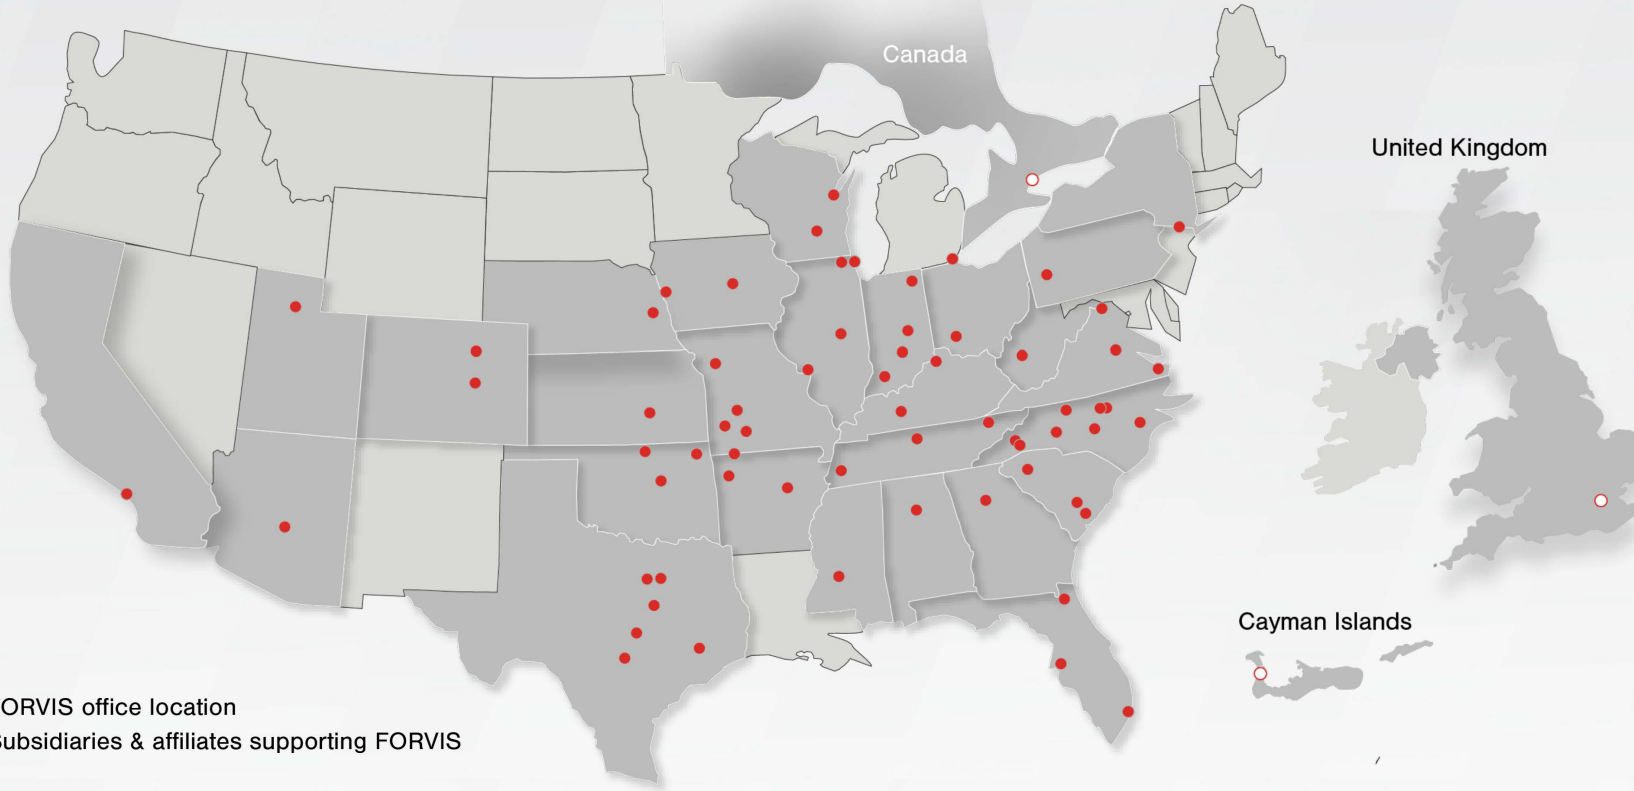 Canada
United Kingdom
Cayman Islands
ORVIS office location
ubsidiaries & affiliates supporting FORVIS